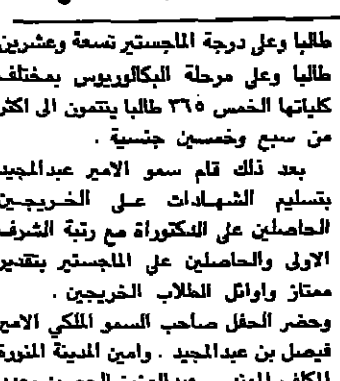 طالبا وعلى درجة الماجستير تسعة وعشرين
طالبا وعلى مرحلة البكالوريوس بمختلف
كلياتها الخمس ٣٦٥ طالبا ينتمون الى اكثر
من سبع وخمسين جنسية .
بعد ذلك قام سمو الامير عبدالمجيد
بتسليم الشهادات على الخريجين
الحاصلين على الدكتوراة مع رتبة الشرف
الاولى والحاصلين على الماجستير بتقدير
ممتاز واوائل الطلاب الخريجين .
وحضر الحفل صاحب السمو الملكي الامير
فيصل بن عبدالمجيد . وامين المدينة المنورة
المكلف المهندس عبدالعزيز